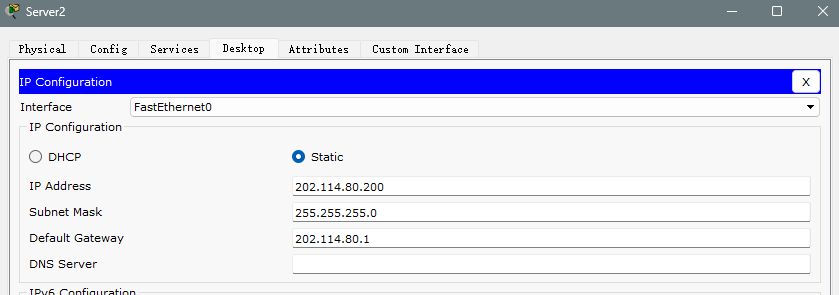 Server2
Physical Config Services Desktop Attributes Custom Interface
IP Configuration X
Interface FastEthernet0
IP Configuration
DHCP Static
IP Address 202.114.80.200
Subnet Mask 255.255.255.0
Default Gateway 202.114.80.1
DNS Server
IPv6 Configuration